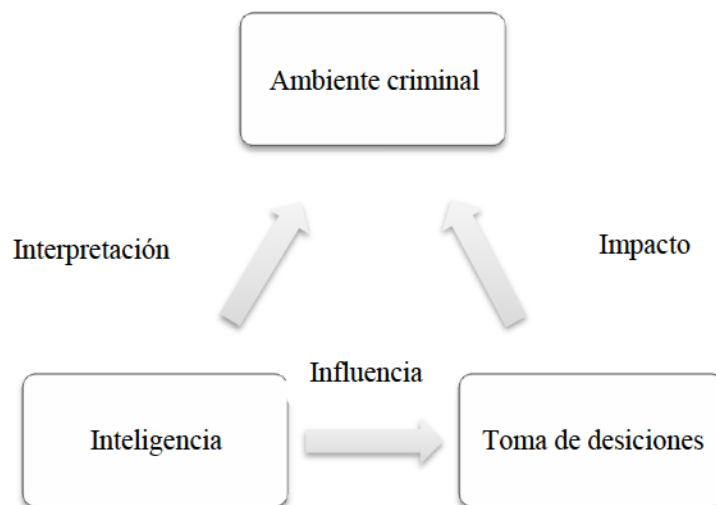 Ambiente criminal
Interpretación
Impacto
Influencia
Inteligencia
Toma de desiciones